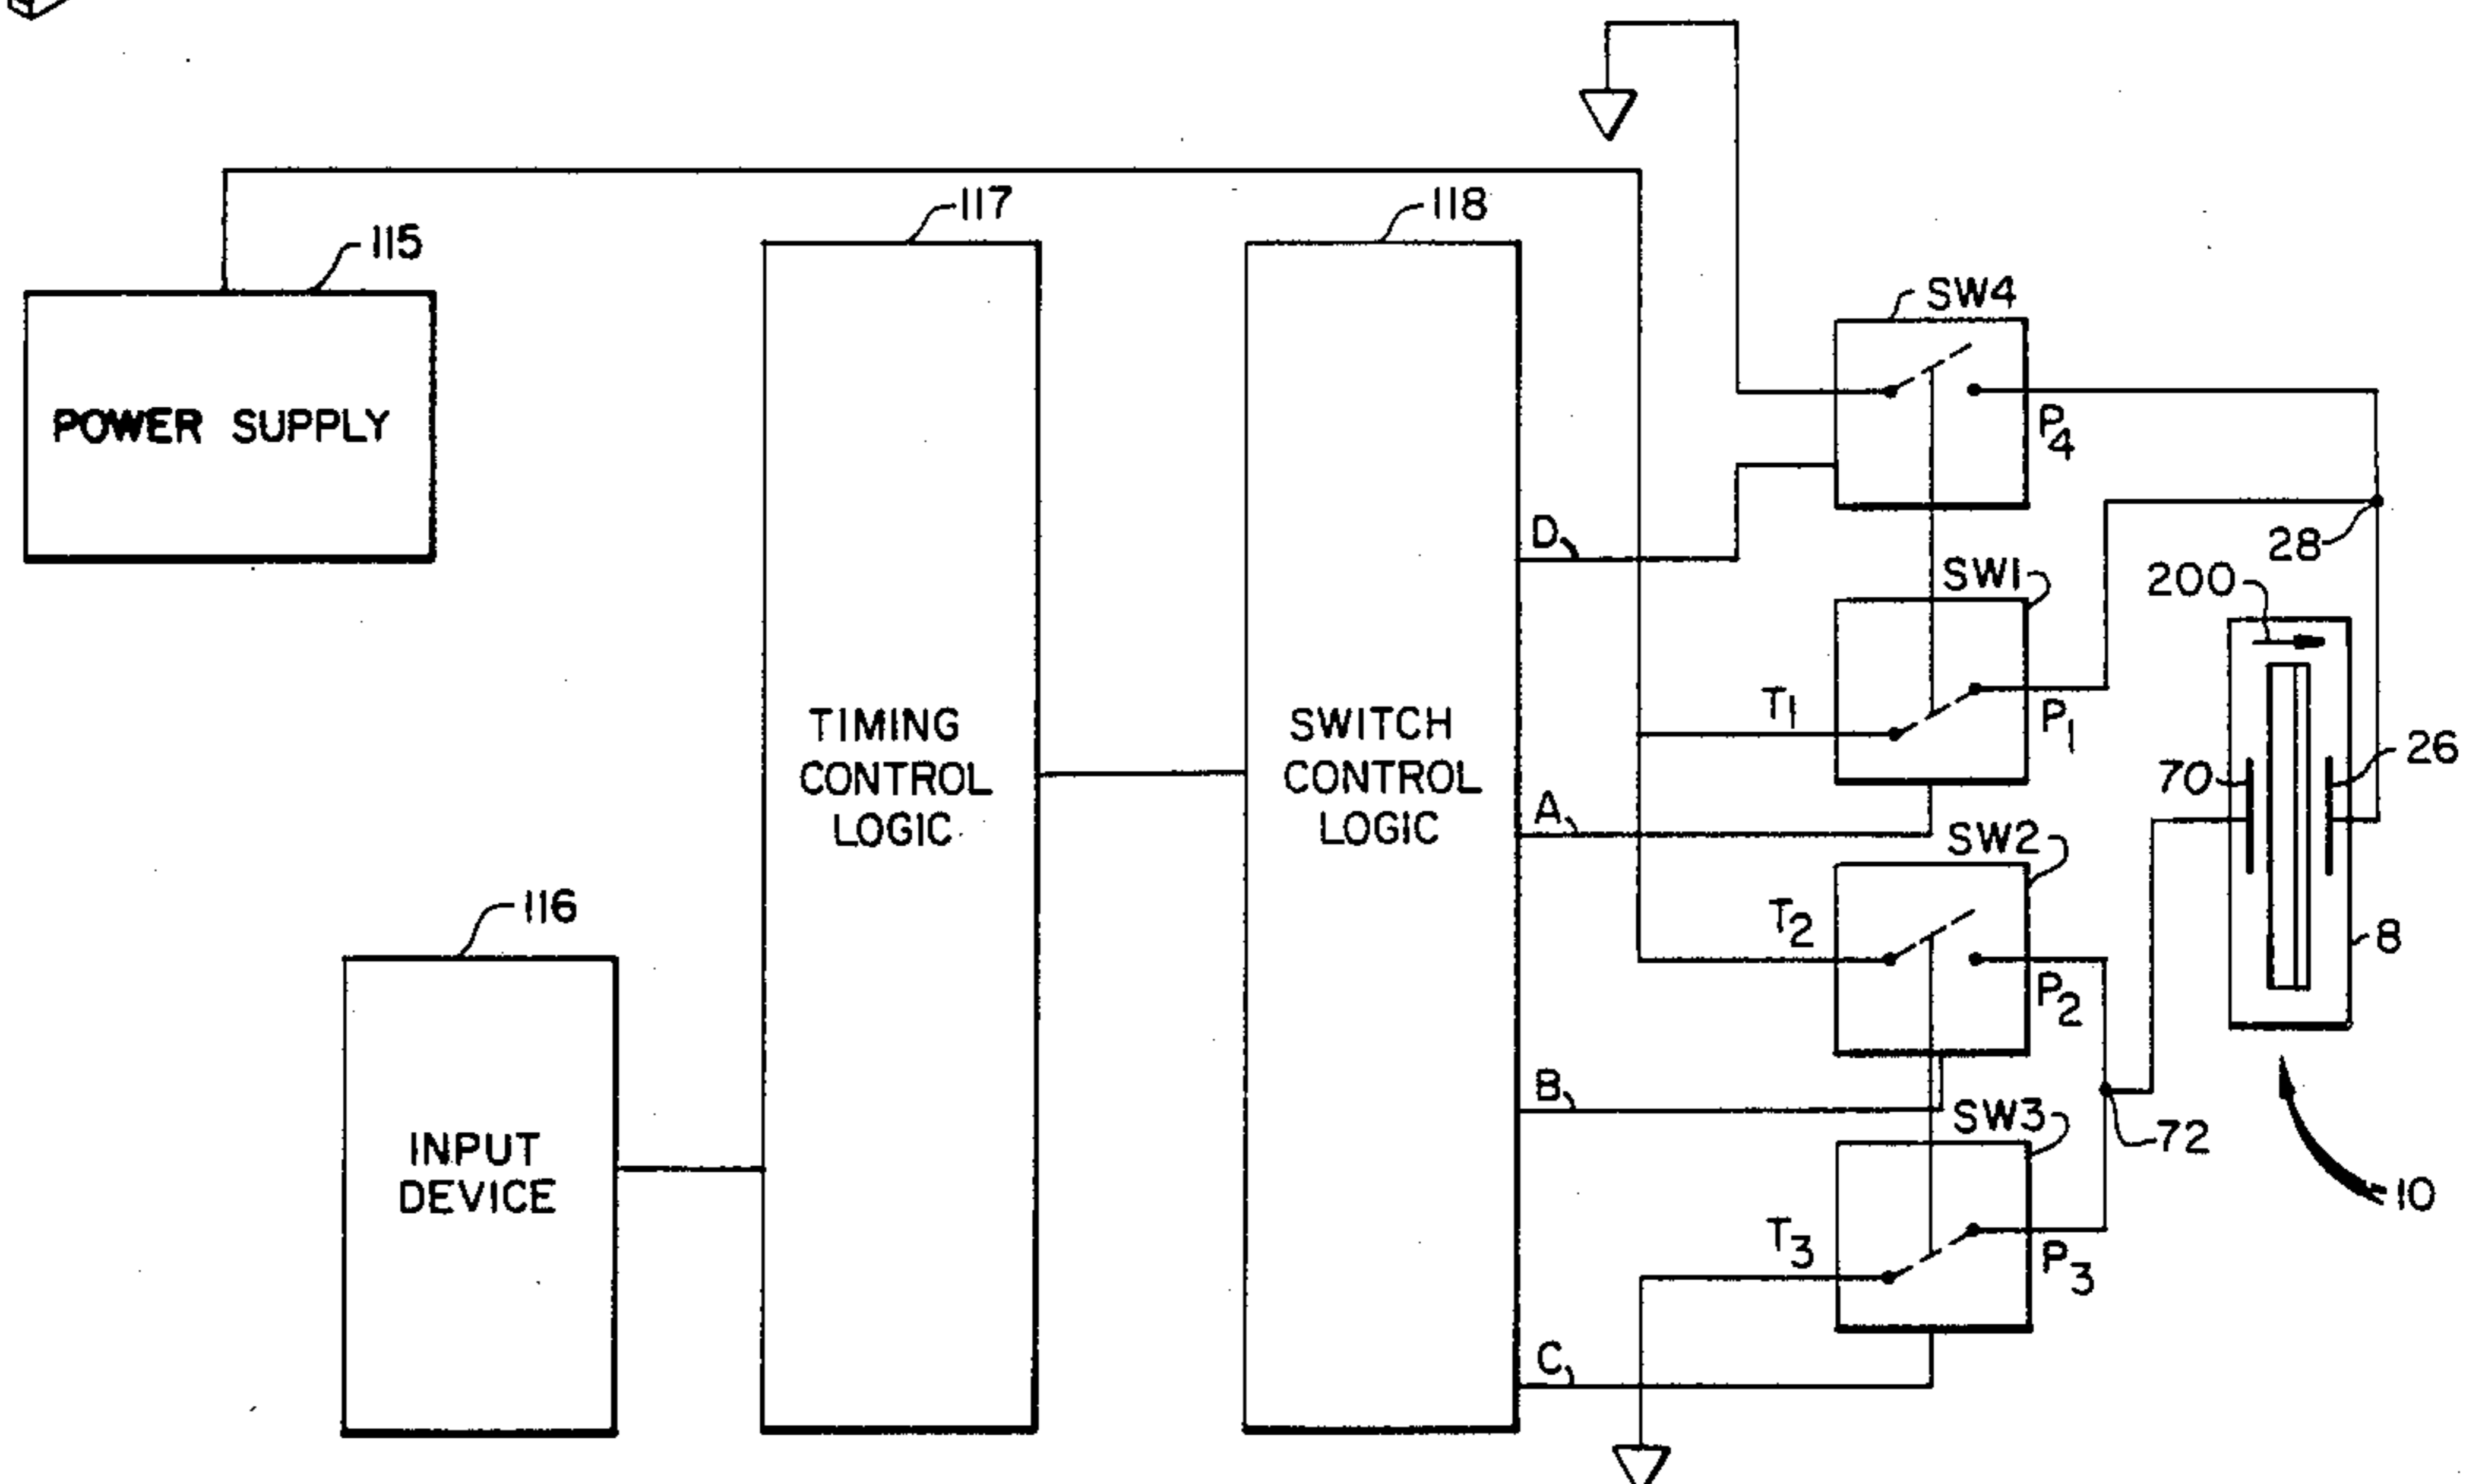 117
118
115
SW4
POWER SUPPLY
P4
D
28
SW1
200
T1
P1
26
TIMING
CONTROL
LOGIC
SWITCH
CONTROL
LOGIC
70
A
SW2
116
T2
8
P2
B
SW3
72
INPUT
DEVICE
10
T3
P3
C